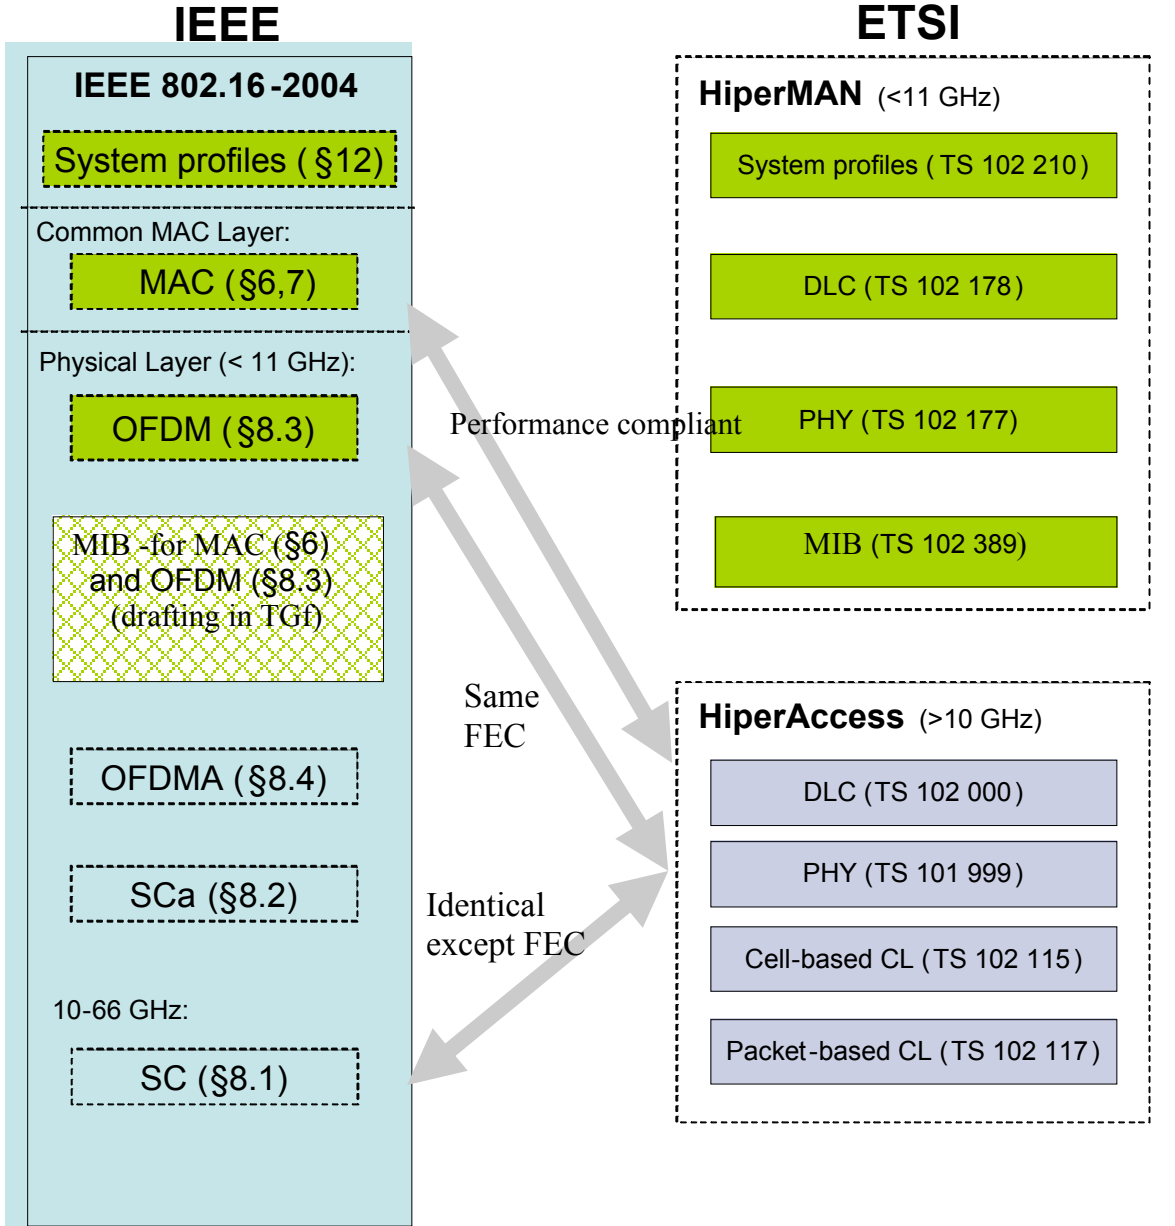 IEEE
IEEE 802.16-2004
System profiles (§12)
Common MAC Layer:
MAC (§6,7)
Physical Layer (< 11 GHz):
OFDM (§8.3)
MIB -for MAC (§6)
and OFDM (§8.3)
(drafting in TGf)
OFDMA (§8.4)
SCa (§8.2)
10-66 GHz:
SC (§8.1)
Performance compliant
Same
FEC
Identical
except FEC
ETSI
HiperMAN (<11 GHz)
System profiles (TS 102 210)
DLC (TS 102 178)
PHY (TS 102 177)
MIB (TS 102 389)
HiperAccess (>10 GHz)
DLC (TS 102 000)
PHY (TS 101 999)
Cell-based CL (TS 102 115)
Packet-based CL (TS 102 117)